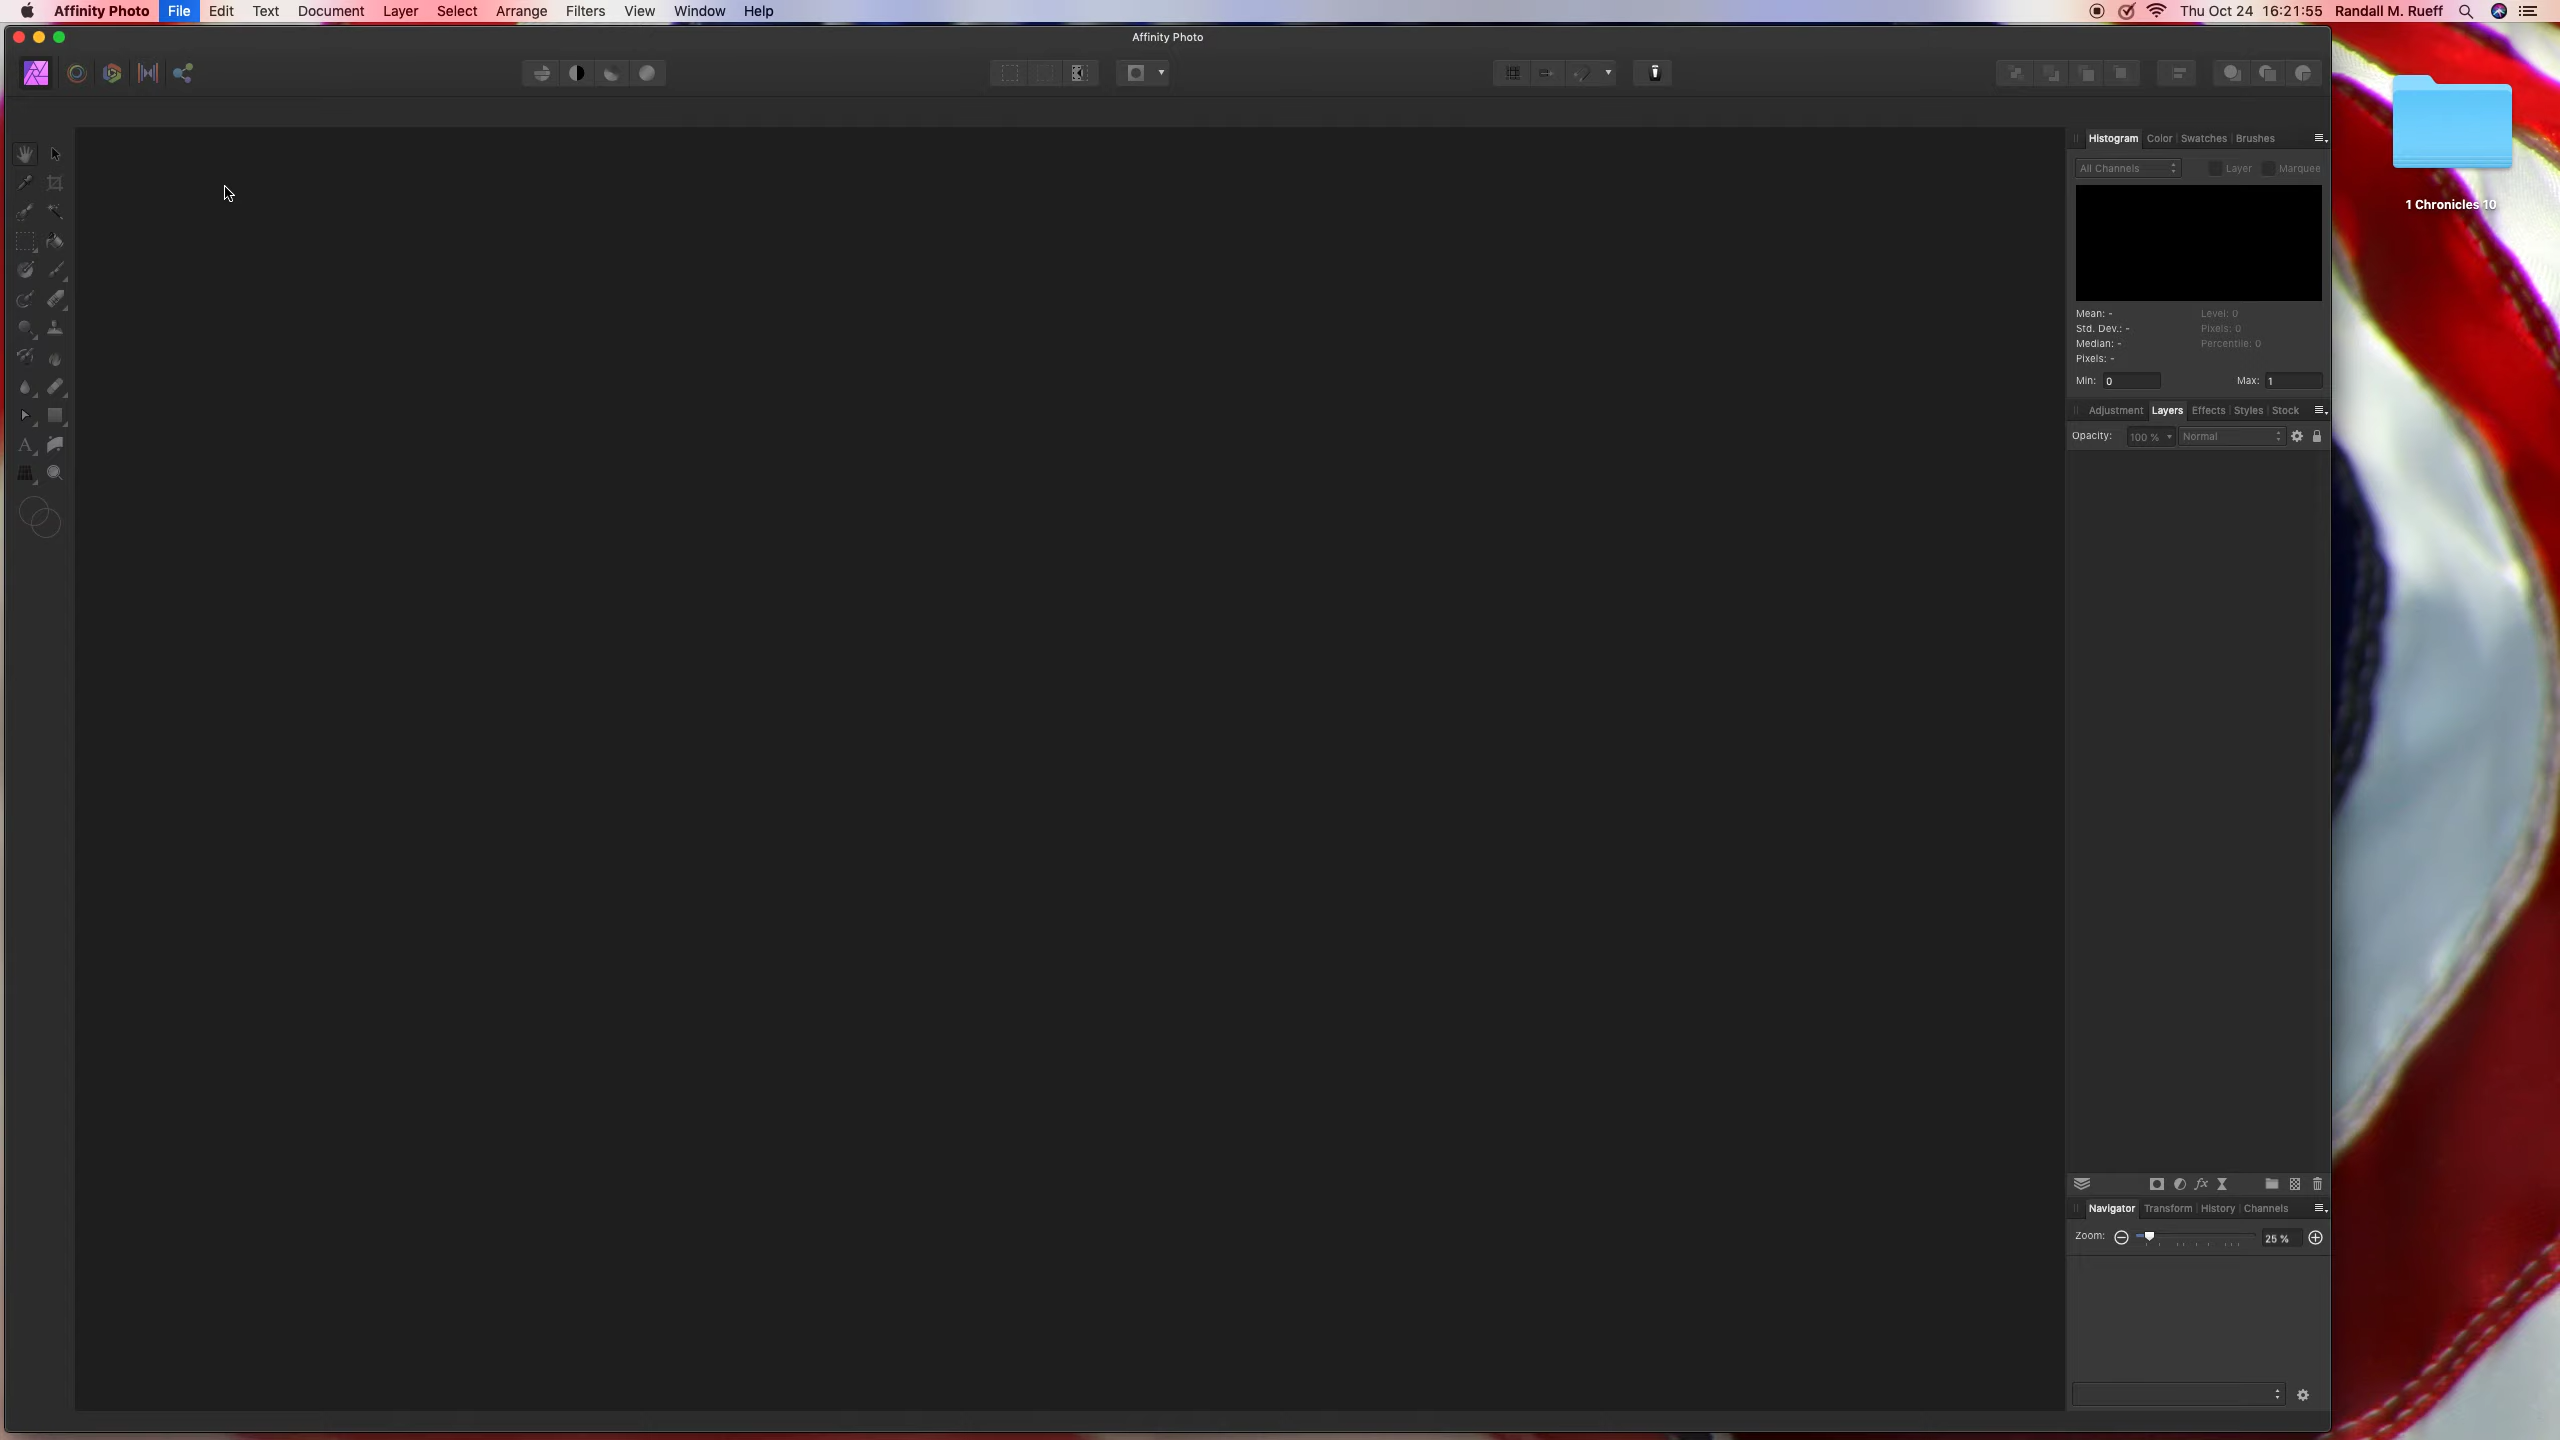 Affinity Photo File Edit Text Document Layer Select Arrange Filters View Window Help Thu Oct 24 16:21:55 Randall M. Rueff
Affinity Photo
Histogram Color Swatches Brushes
All Channels Layer Marquee
1 Chronicles 10
Mean: - Level: 0
Std. Dev.: - Pixels: 0
Median: - Percentile: 0
Pixels: -
Min: 0 Max: 1
Adjustment Layers Effects Styles Stock
Opacity: 100 % Normal
Navigator Transform History Channels
Zoom: 25 %